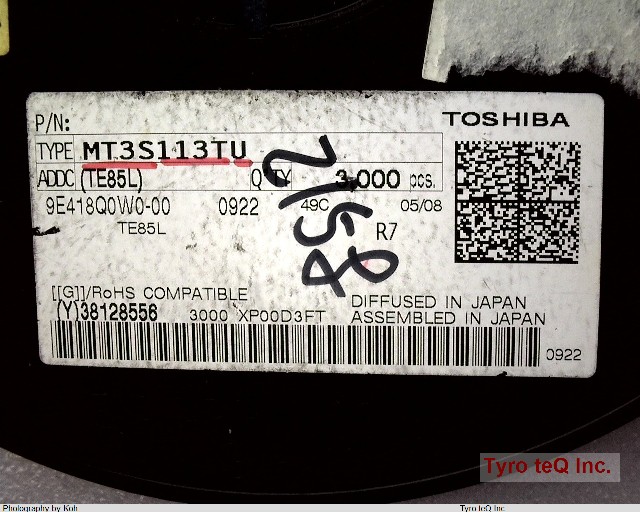 P/N:
TOSHIBA
TYPE MT3S113TU
ADDC (TE85L) Q'TY 3,000 pcs.
9E418Q0W0-00 0922 49C 05/08
TE85L R7
[[G]]/RoHS COMPATIBLE DIFFUSED IN JAPAN
(Y)38128556 3000 XP00D3FT ASSEMBLED IN JAPAN
0922
Tyro teQ Inc.
Photography by Koh Tyro teQ Inc